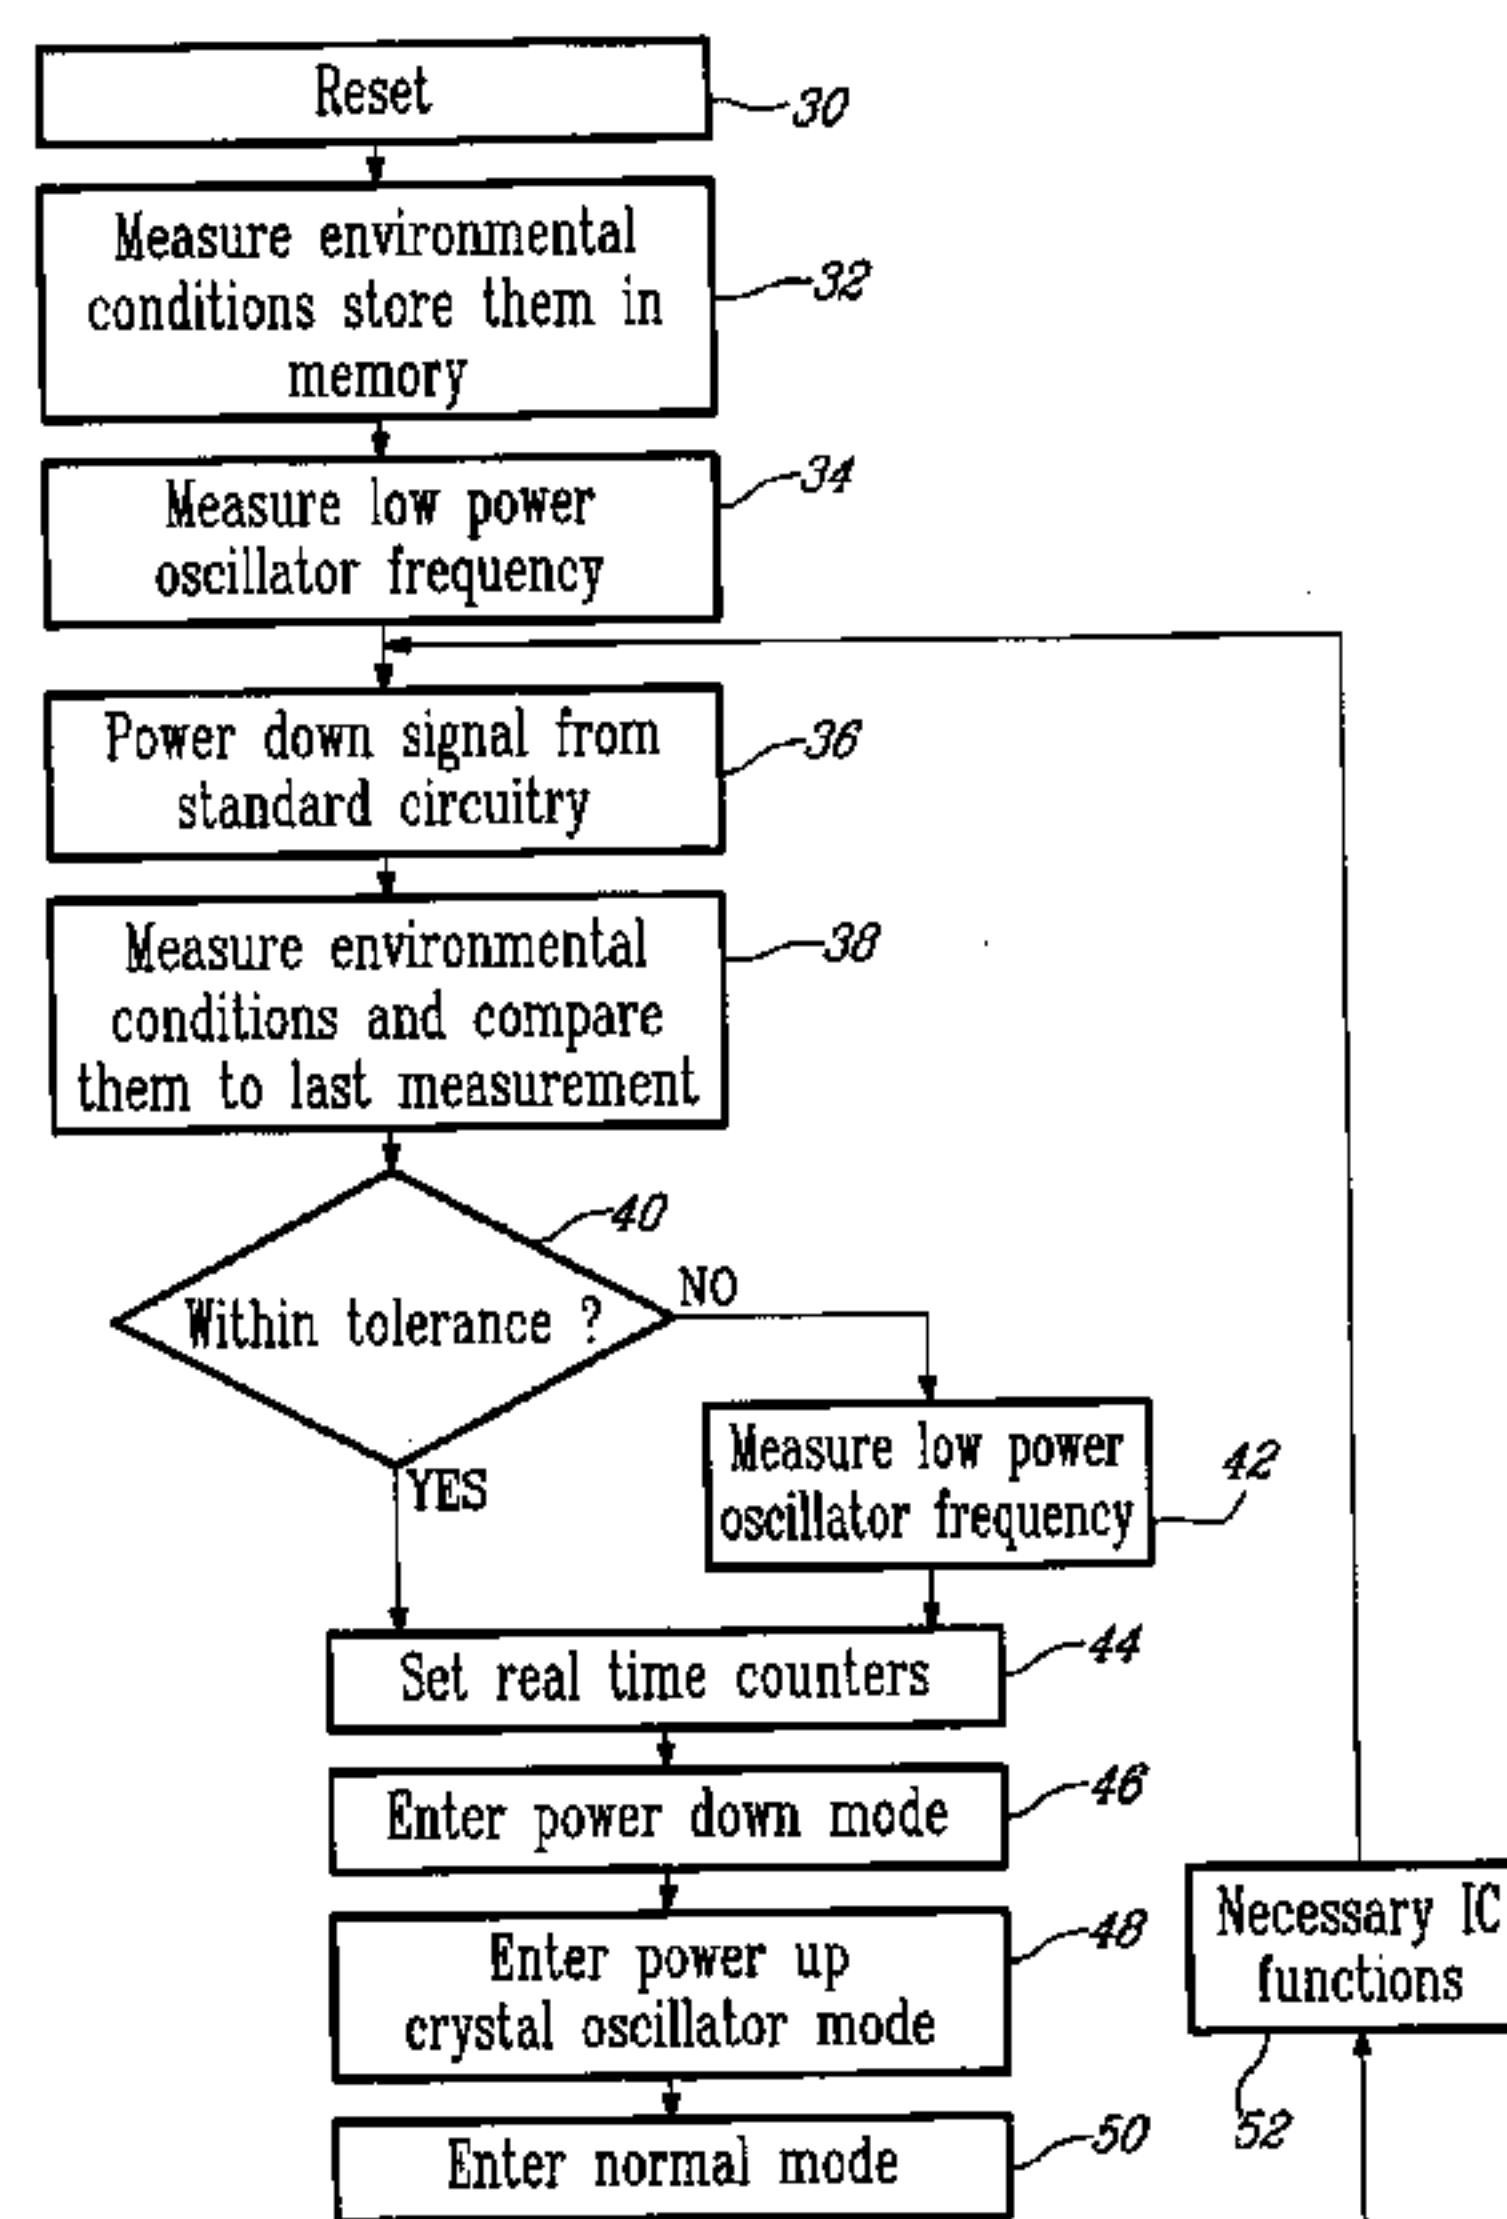 Reset
30
Measure environmental
conditions store them in
memory
32
Measure low power
oscillator frequency
34
Power down signal from
standard circuitry
36
Measure environmental
conditions and compare
them to last measurement
38
40
Within tolerance ?
NO
YES
Measure low power
oscillator frequency
42
Set real time counters
44
Enter power down mode
46
Enter power up
crystal oscillator mode
48
Necessary IC
functions
52
Enter normal mode
50